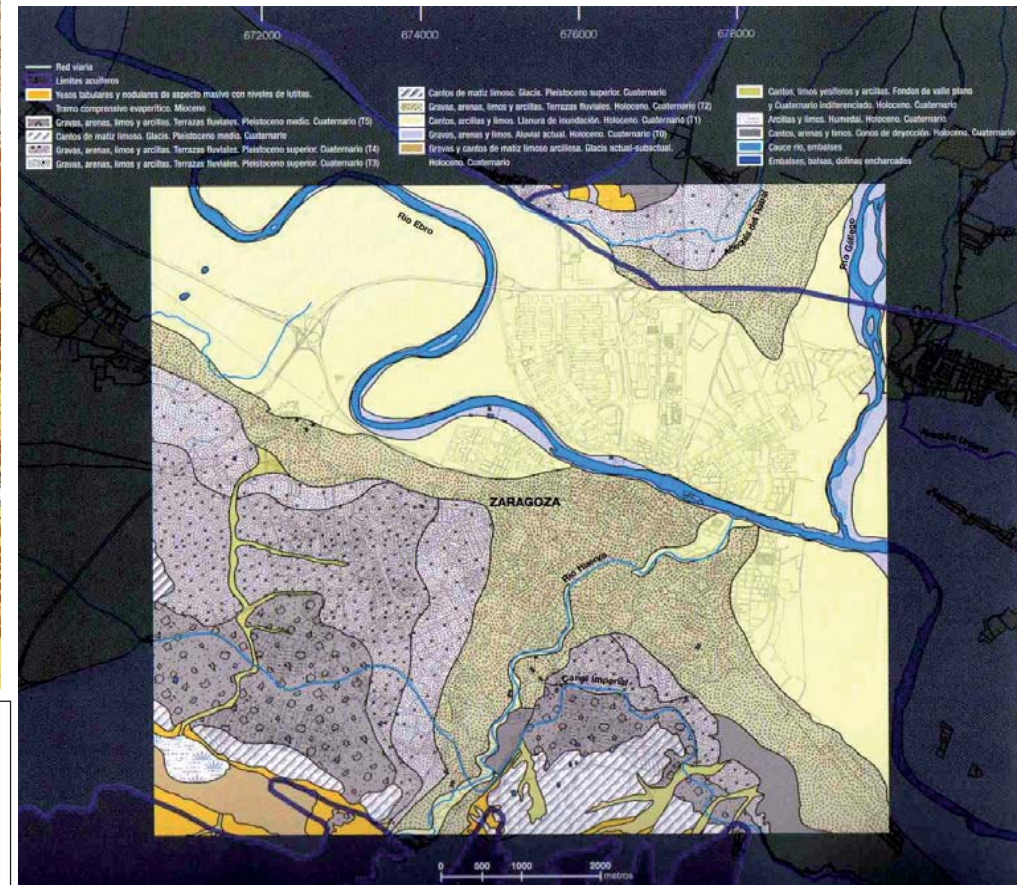 672000 674000 676000 678000
Red viaria
Límites acuíferos
Yesos tabulares y nodulares de aspecto masivo con niveles de lutitas.
Tramo comprensivo evaporítico. Mioceno
Gravas, arenas, limos y arcillas. Terrazas fluviales. Pleistoceno medio. Cuaternario (T5)
Cantos de matiz limoso. Glacis. Pleistoceno medio. Cuaternario
Gravas, arenas, limos y arcillas. Terrazas fluviales. Pleistoceno superior. Cuaternario (T4)
Gravas, arenas, limos y arcillas. Terrazas fluviales. Pleistoceno superior. Cuaternario (T3)
Cantos de matiz limoso. Glacis. Pleistoceno superior. Cuaternario
Gravas, arenas, limos y arcillas. Terrazas fluviales. Holoceno. Cuaternario (T2)
Cantos, arcillas y limos. Llanura de inundación. Holoceno. Cuaternario (T1)
Gravas, arenas y limos. Aluvial actual. Holoceno. Cuaternario (T0)
Gravas y cantos de matiz limoso arcillosa. Glacis actual-subactual.
Holoceno. Cuaternario
Cantos, limos yesíferos y arcillas. Fondos de valle plano
y Cuaternario indiferenciado. Holoceno. Cuaternario
Arcillas y limos. Humedal. Holoceno. Cuaternario
Cantos, arenas y limos. Conos de deyección. Holoceno. Cuaternario
Cauce río, embalses
Embalses, balsas, dolinas encharcadas
Río Ebro
Río Gállego
ZARAGOZA
Río Huerva
Canal Imperial
0 500 1000 2000
metros